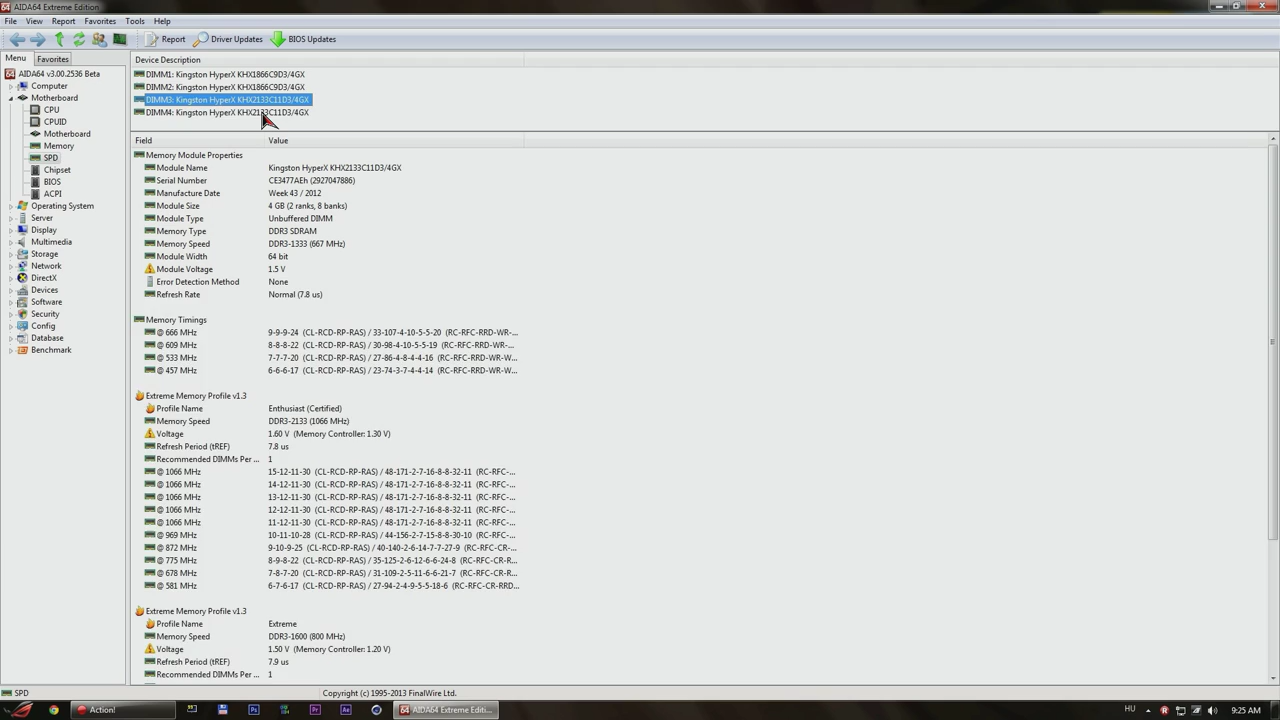 AIDA64 Extreme Edition
File View Report Favorites Tools Help
Report Driver Updates BIOS Updates
Menu Favorites
AIDA64 v3.00.2536 Beta
Computer
Motherboard
CPU
CPUID
Motherboard
Memory
SPD
Chipset
BIOS
ACPI
Operating System
Server
Display
Multimedia
Storage
Network
DirectX
Devices
Software
Security
Config
Database
Benchmark
Device Description
DIMM1: Kingston HyperX KHX1866C9D3/4GX
DIMM2: Kingston HyperX KHX1866C9D3/4GX
DIMM3: Kingston HyperX KHX2133C11D3/4GX
DIMM4: Kingston HyperX KHX2133C11D3/4GX
Field Value
Memory Module Properties
Module Name Kingston HyperX KHX2133C11D3/4GX
Serial Number CE3477AEh (2927047886)
Manufacture Date Week 43 / 2012
Module Size 4 GB (2 ranks, 8 banks)
Module Type Unbuffered DIMM
Memory Type DDR3 SDRAM
Memory Speed DDR3-1333 (667 MHz)
Module Width 64 bit
Module Voltage 1.5 V
Error Detection Method None
Refresh Rate Normal (7.8 us)
Memory Timings
@ 666 MHz 9-9-9-24 (CL-RCD-RP-RAS) / 33-107-4-10-5-5-20 (RC-RFC-RRD-WR-...
@ 609 MHz 8-8-8-22 (CL-RCD-RP-RAS) / 30-98-4-10-5-5-19 (RC-RFC-RRD-WR-W...
@ 533 MHz 7-7-7-20 (CL-RCD-RP-RAS) / 27-86-4-8-4-4-16 (RC-RFC-RRD-WR-W...
@ 457 MHz 6-6-6-17 (CL-RCD-RP-RAS) / 23-74-3-7-4-4-14 (RC-RFC-RRD-WR-W...
Extreme Memory Profile v1.3
Profile Name Enthusiast (Certified)
Memory Speed DDR3-2133 (1066 MHz)
Voltage 1.60 V (Memory Controller: 1.30 V)
Refresh Period (tREF) 7.8 us
Recommended DIMMs Per ... 1
@ 1066 MHz 15-12-11-30 (CL-RCD-RP-RAS) / 48-171-2-7-16-8-8-32-11 (RC-RFC-...
@ 1066 MHz 14-12-11-30 (CL-RCD-RP-RAS) / 48-171-2-7-16-8-8-32-11 (RC-RFC-...
@ 1066 MHz 13-12-11-30 (CL-RCD-RP-RAS) / 48-171-2-7-16-8-8-32-11 (RC-RFC-...
@ 1066 MHz 12-12-11-30 (CL-RCD-RP-RAS) / 48-171-2-7-16-8-8-32-11 (RC-RFC-...
@ 1066 MHz 11-12-11-30 (CL-RCD-RP-RAS) / 48-171-2-7-16-8-8-32-11 (RC-RFC-...
@ 969 MHz 10-11-10-28 (CL-RCD-RP-RAS) / 44-156-2-7-15-8-8-30-10 (RC-RFC-...
@ 872 MHz 9-10-9-25 (CL-RCD-RP-RAS) / 40-140-2-6-14-7-7-27-9 (RC-RFC-CR-...
@ 775 MHz 8-9-8-22 (CL-RCD-RP-RAS) / 35-125-2-6-12-6-6-24-8 (RC-RFC-CR-R...
@ 678 MHz 7-8-7-20 (CL-RCD-RP-RAS) / 31-109-2-5-11-6-6-21-7 (RC-RFC-CR-R...
@ 581 MHz 6-7-6-17 (CL-RCD-RP-RAS) / 27-94-2-4-9-5-5-18-6 (RC-RFC-CR-RRD...
Extreme Memory Profile v1.3
Profile Name Extreme
Memory Speed DDR3-1600 (800 MHz)
Voltage 1.50 V (Memory Controller: 1.20 V)
Refresh Period (tREF) 7.9 us
Recommended DIMMs Per ... 1
SPD Copyright (c) 1995-2013 FinalWire Ltd.
Action! Ps Pr Ae AIDA64 Extreme Editi... HU 9:25 AM